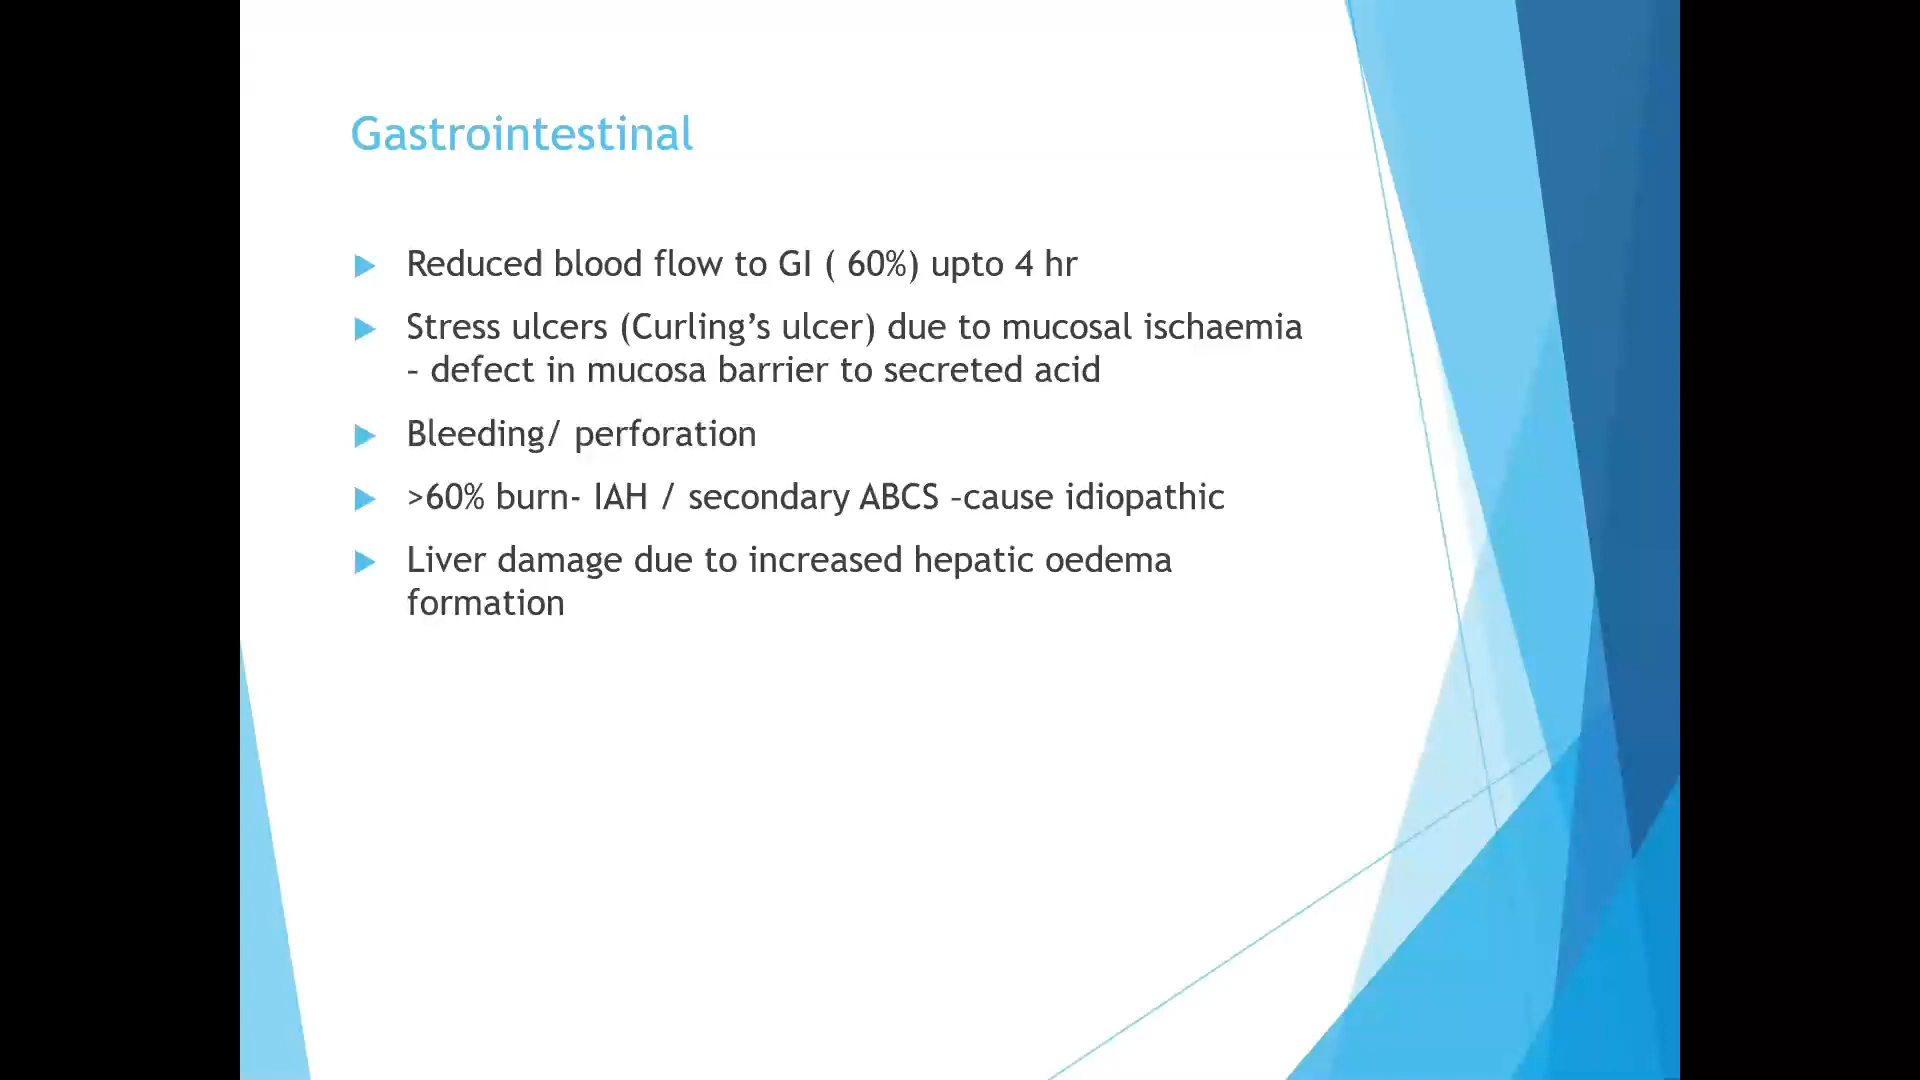 Gastrointestinal
Reduced blood flow to GI ( 60%) upto 4 hr
Stress ulcers (Curling’s ulcer) due to mucosal ischaemia
– defect in mucosa barrier to secreted acid
Bleeding/ perforation
>60% burn- IAH / secondary ABCS –cause idiopathic
Liver damage due to increased hepatic oedema
formation